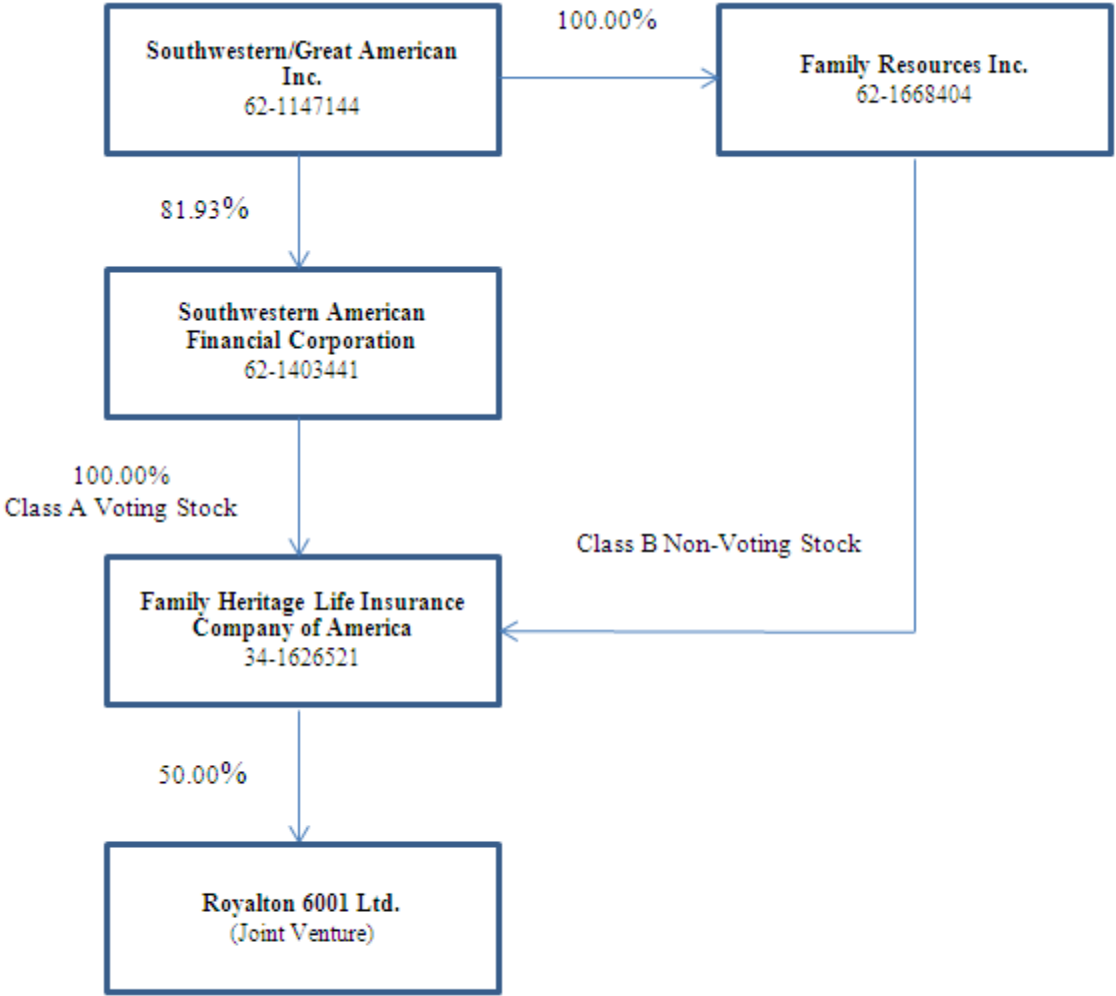 Southwestern/Great American
Inc.
62-1147144
100.00%
Family Resources Inc.
62-1668404
81.93%
Southwestern American
Financial Corporation
62-1403441
100.00%
Class A Voting Stock
Class B Non-Voting Stock
Family Heritage Life Insurance
Company of America
34-1626521
50.00%
Royalton 6001 Ltd.
(Joint Venture)